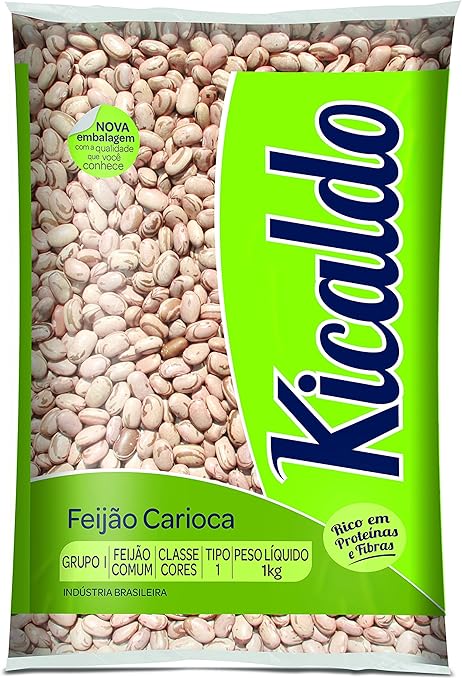 NOVA
embalagem
com a qualidade
que você
conhece
Kicaldo
Feijão Carioca
GRUPO I FEIJÃO COMUM CLASSE CORES TIPO 1 PESO LÍQUIDO 1kg
INDÚSTRIA BRASILEIRA
Rico em
Proteínas
e Fibras